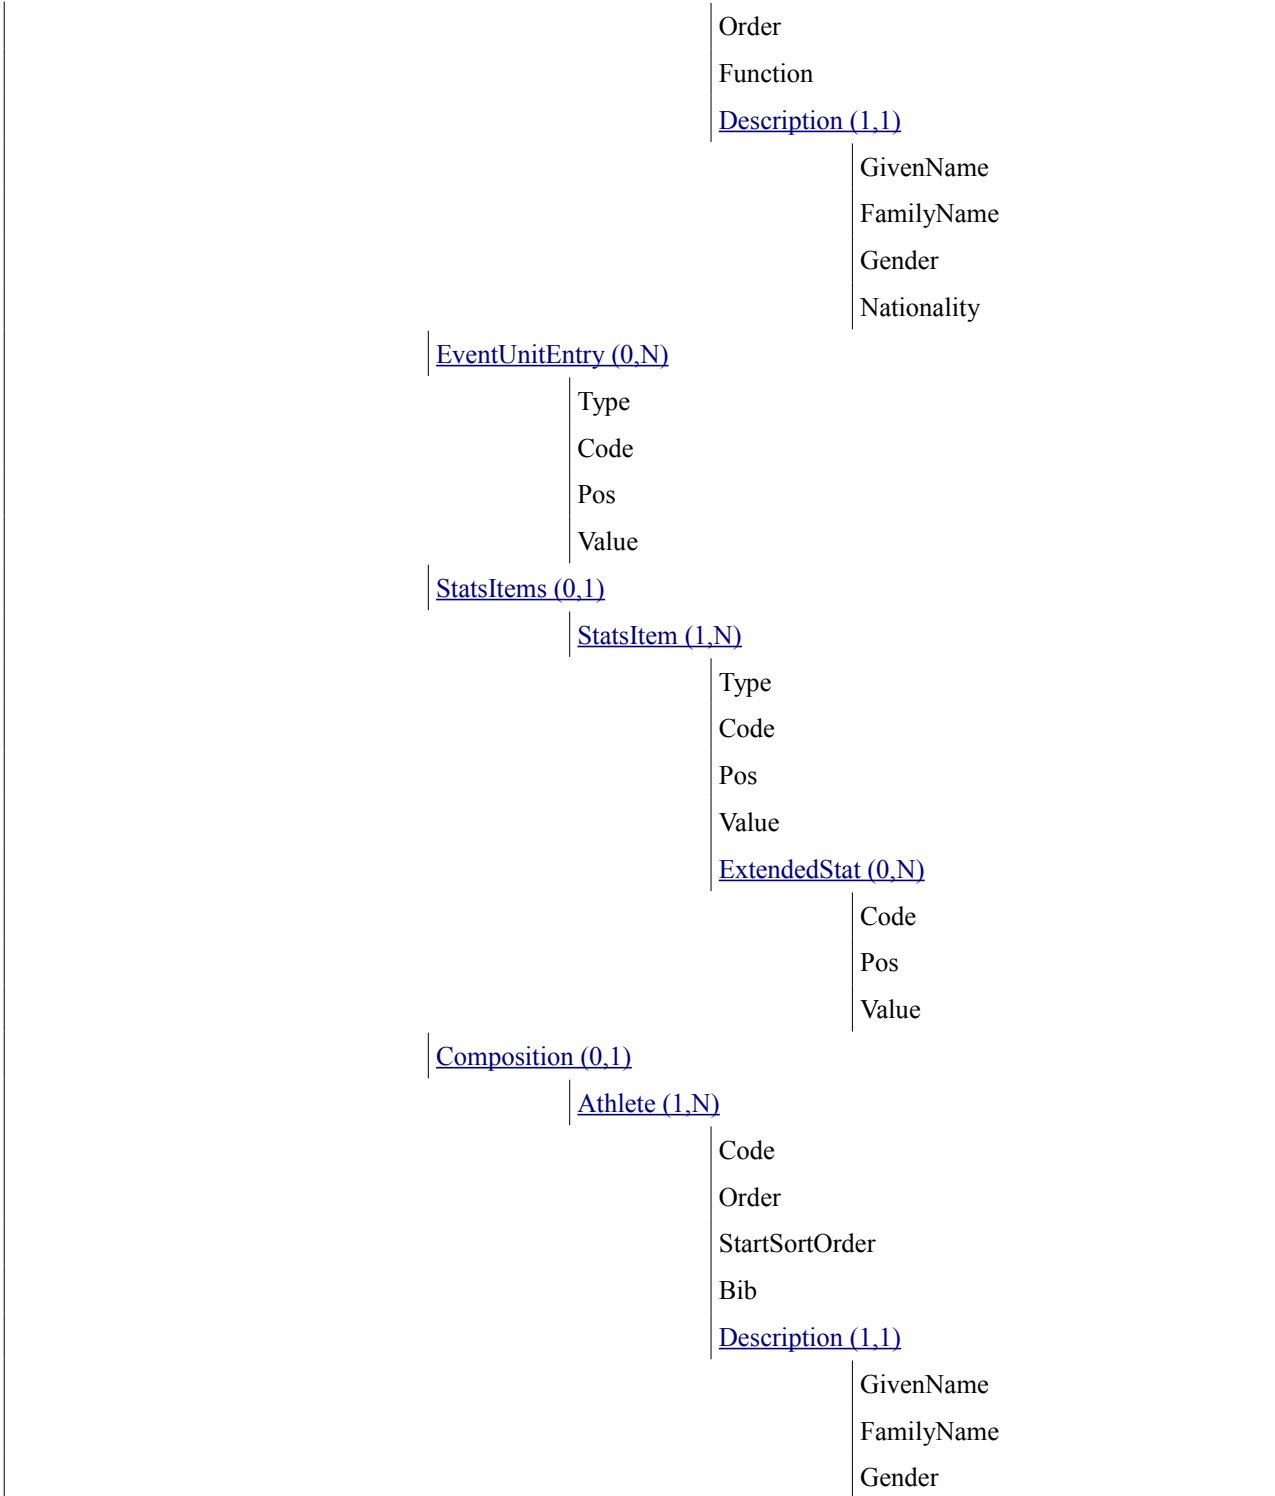 Order
Function
Description (1,1)
GivenName
FamilyName
Gender
Nationality
EventUnitEntry (0,N)
Type
Code
Pos
Value
StatsItems (0,1)
StatsItem (1,N)
Type
Code
Pos
Value
ExtendedStat (0,N)
Code
Pos
Value
Composition (0,1)
Athlete (1,N)
Code
Order
StartSortOrder
Bib
Description (1,1)
GivenName
FamilyName
Gender